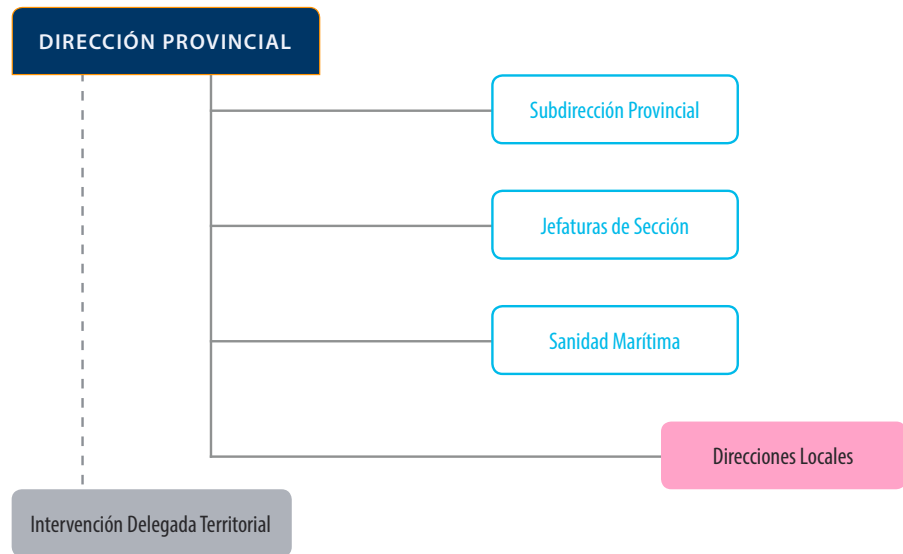 DIRECCIÓN PROVINCIAL
Subdirección Provincial
Jefaturas de Sección
Sanidad Marítima
Direcciones Locales
Intervención Delegada Territorial